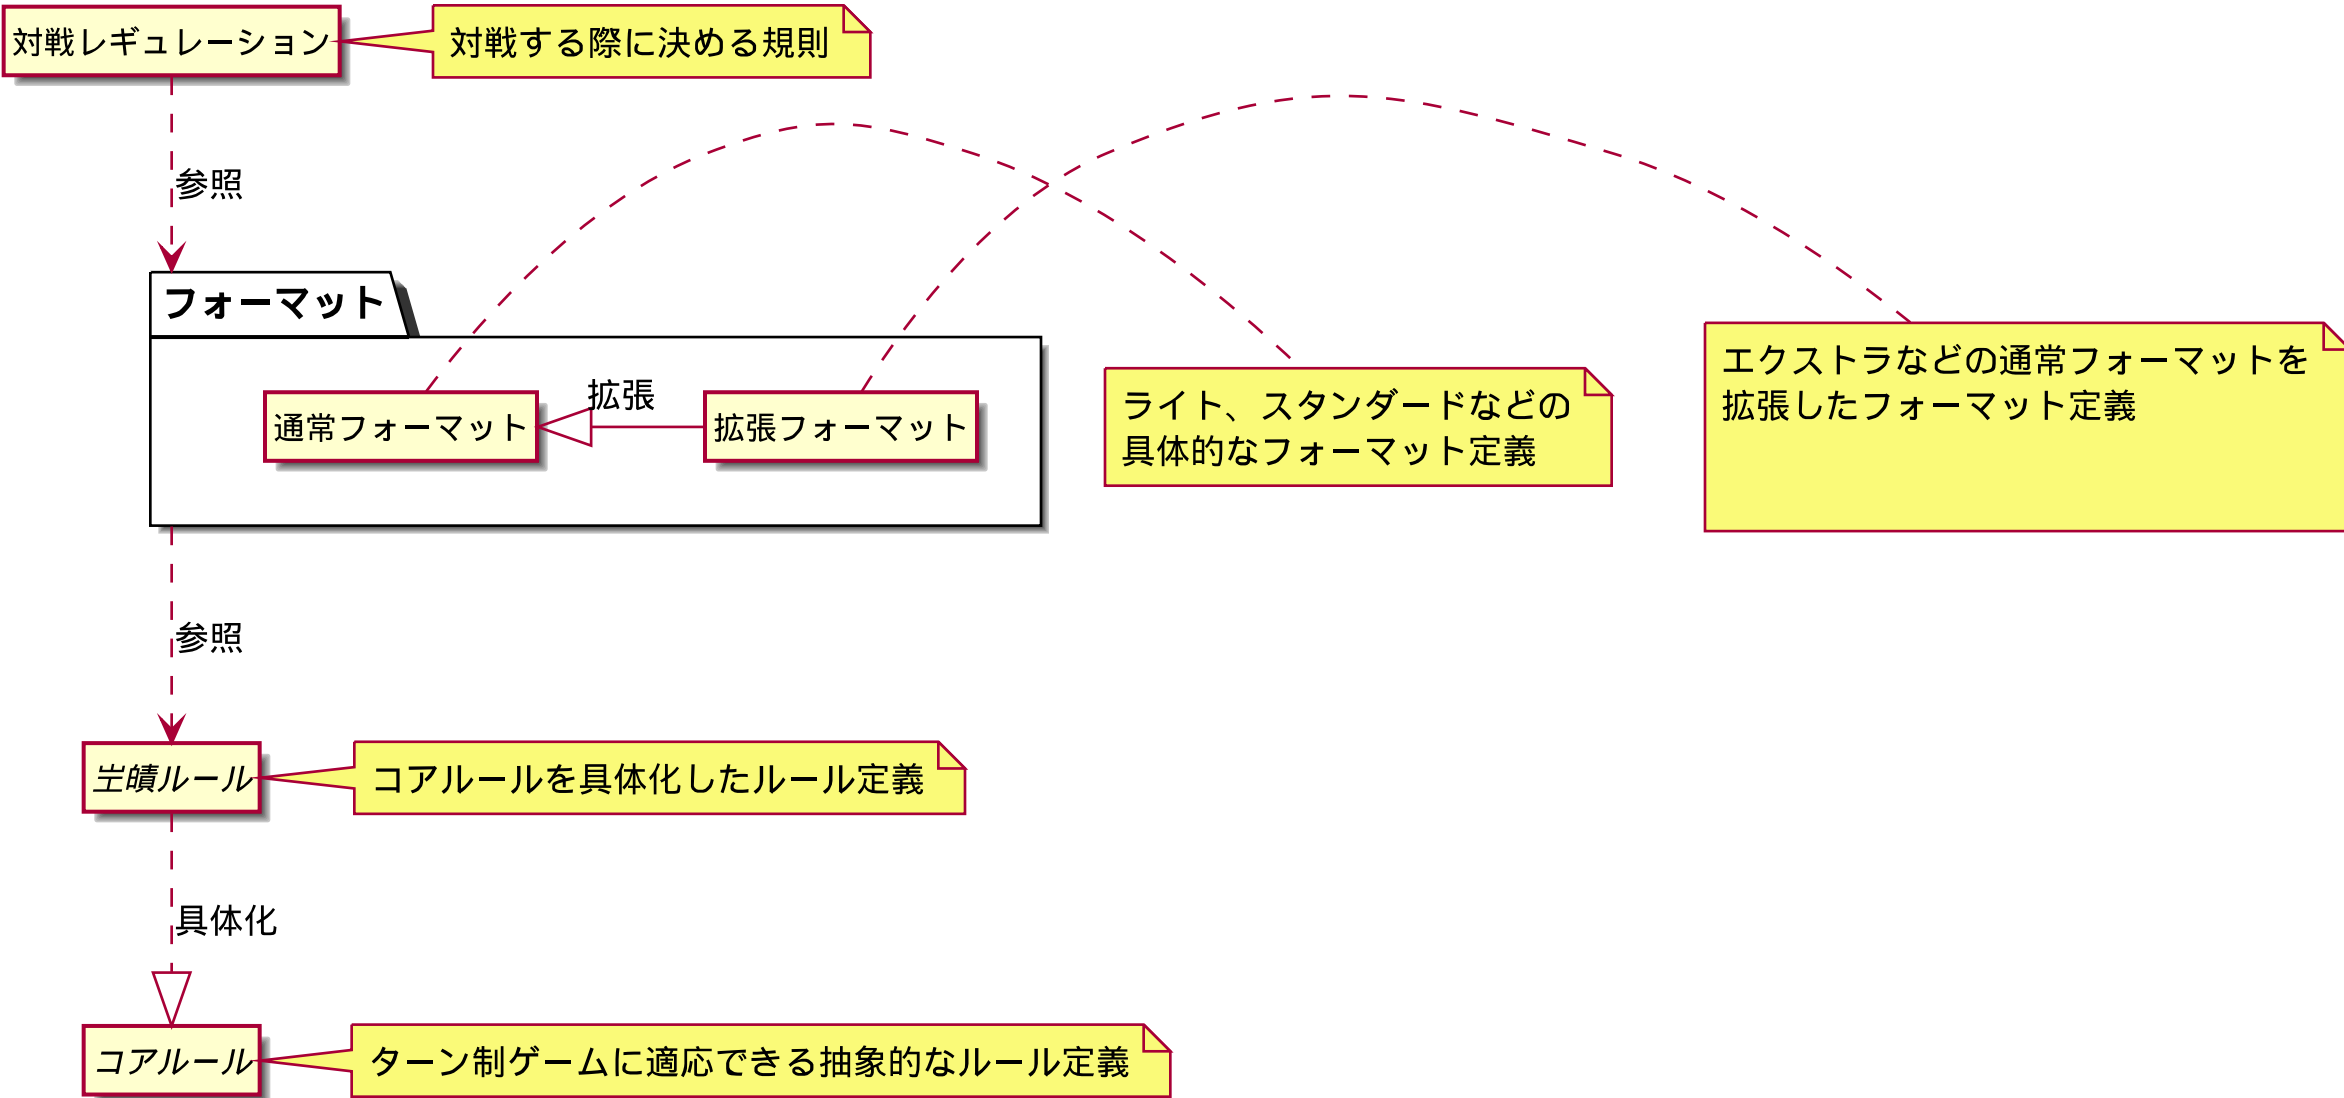 対戦レギュレーション
対戦する際に決める規則
参照
フォーマット
通常フォーマット
拡張
拡張フォーマット
ライト、スタンダードなどの
具体的なフォーマット定義
エクストラなどの通常フォーマットを
拡張したフォーマット定義
参照
ルール
コアルールを具体化したルール定義
具体化
コアルール
ターン制ゲームに適応できる抽象的なルール定義